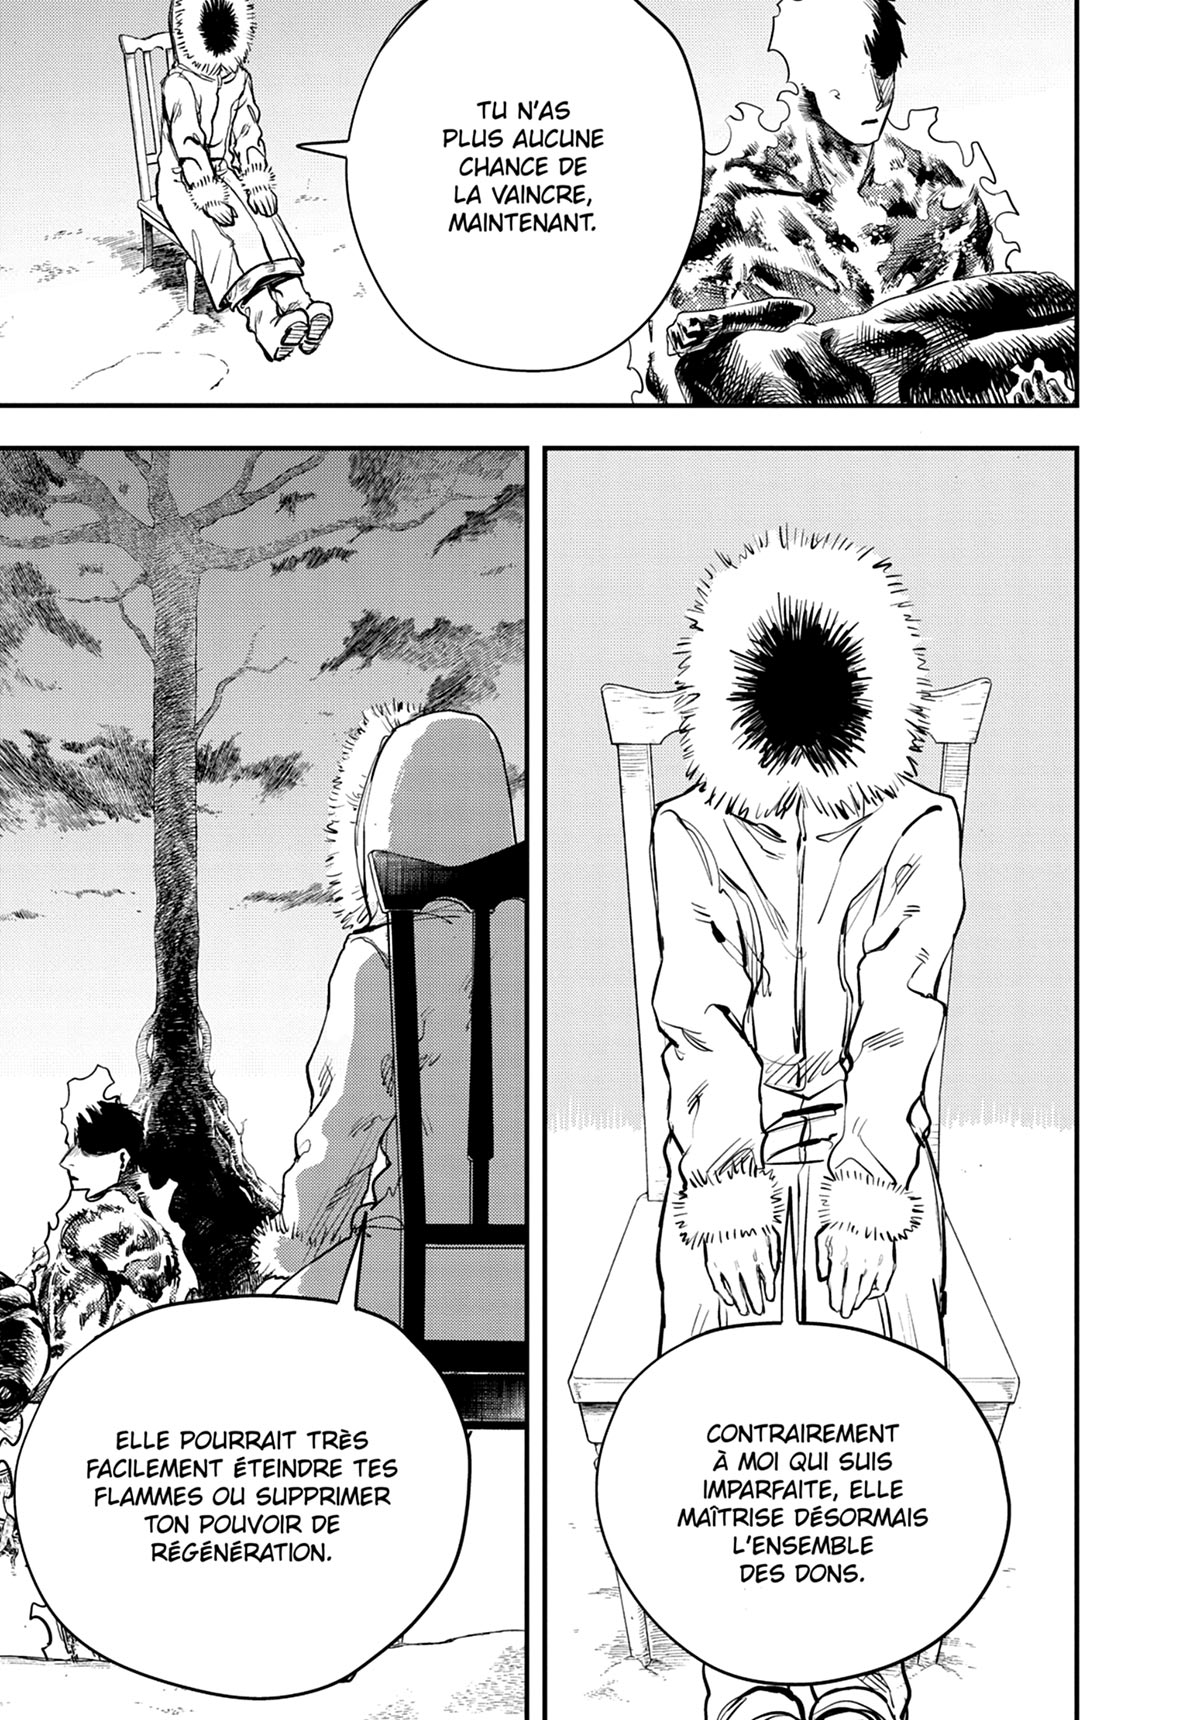 TU N'AS
PLUS AUCUNE
CHANCE DE
LA VAINCRE,
MAINTENANT.
CONTRAIREMENT
À MOI QUI SUIS
IMPARFAITE, ELLE
MAÎTRISE DÉSORMAIS
L'ENSEMBLE
DES DONS.
ELLE POURRAIT TRÈS
FACILEMENT ÉTEINDRE TES
FLAMMES OU SUPPRIMER
TON POUVOIR DE
RÉGÉNÉRATION.